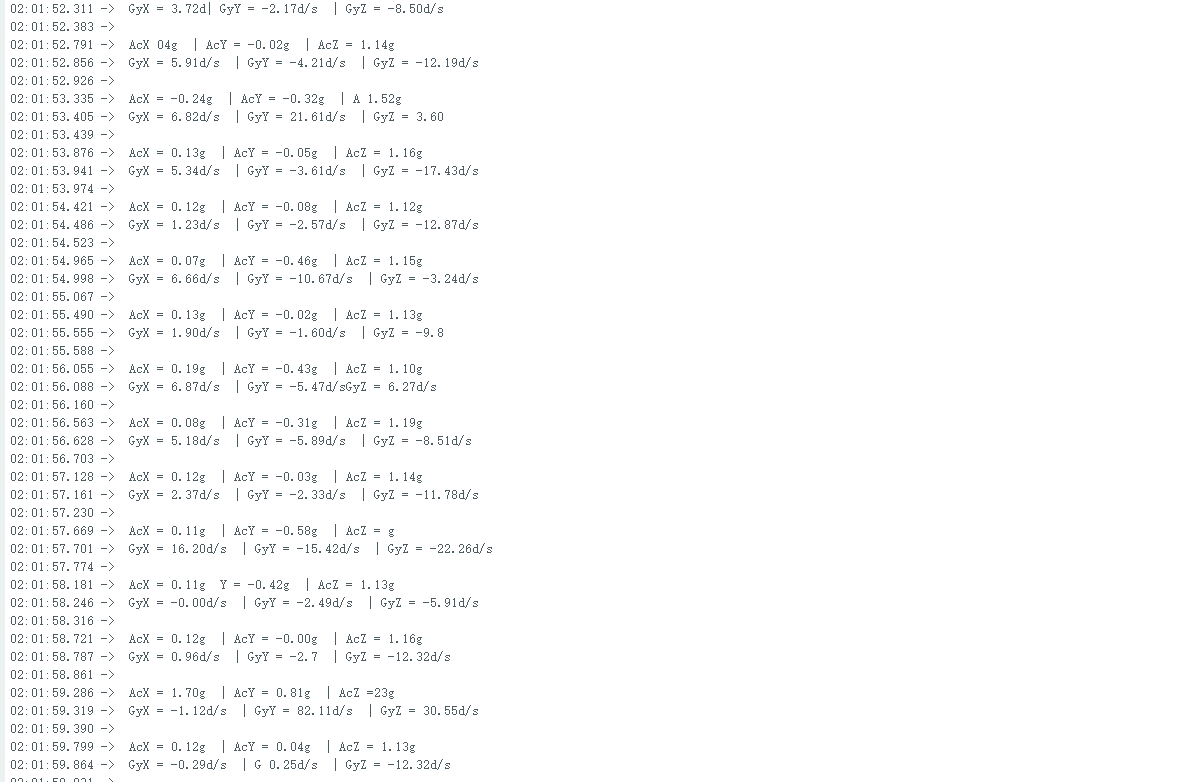 02:01:52.311 -> GyX = 3.72d| GyY = -2.17d/s | GyZ = -8.50d/s
02:01:52.383 ->
02:01:52.791 -> AcX 04g | AcY = -0.02g | AcZ = 1.14g
02:01:52.856 -> GyX = 5.91d/s | GyY = -4.21d/s | GyZ = -12.19d/s
02:01:52.926 ->
02:01:53.335 -> AcX = -0.24g | AcY = -0.32g | A 1.52g
02:01:53.405 -> GyX = 6.82d/s | GyY = 21.61d/s | GyZ = 3.60
02:01:53.439 ->
02:01:53.876 -> AcX = 0.13g | AcY = -0.05g | AcZ = 1.16g
02:01:53.941 -> GyX = 5.34d/s | GyY = -3.61d/s | GyZ = -17.43d/s
02:01:53.974 ->
02:01:54.421 -> AcX = 0.12g | AcY = -0.08g | AcZ = 1.12g
02:01:54.486 -> GyX = 1.23d/s | GyY = -2.57d/s | GyZ = -12.87d/s
02:01:54.523 ->
02:01:54.965 -> AcX = 0.07g | AcY = -0.46g | AcZ = 1.15g
02:01:54.998 -> GyX = 6.66d/s | GyY = -10.67d/s | GyZ = -3.24d/s
02:01:55.067 ->
02:01:55.490 -> AcX = 0.13g | AcY = -0.02g | AcZ = 1.13g
02:01:55.555 -> GyX = 1.90d/s | GyY = -1.60d/s | GyZ = -9.8
02:01:55.588 ->
02:01:56.055 -> AcX = 0.19g | AcY = -0.43g | AcZ = 1.10g
02:01:56.088 -> GyX = 6.87d/s | GyY = -5.47d/sGyZ = 6.27d/s
02:01:56.160 ->
02:01:56.563 -> AcX = 0.08g | AcY = -0.31g | AcZ = 1.19g
02:01:56.628 -> GyX = 5.18d/s | GyY = -5.89d/s | GyZ = -8.51d/s
02:01:56.703 ->
02:01:57.128 -> AcX = 0.12g | AcY = -0.03g | AcZ = 1.14g
02:01:57.161 -> GyX = 2.37d/s | GyY = -2.33d/s | GyZ = -11.78d/s
02:01:57.230 ->
02:01:57.669 -> AcX = 0.11g | AcY = -0.58g | AcZ = g
02:01:57.701 -> GyX = 16.20d/s | GyY = -15.42d/s | GyZ = -22.26d/s
02:01:57.774 ->
02:01:58.181 -> AcX = 0.11g Y = -0.42g | AcZ = 1.13g
02:01:58.246 -> GyX = -0.00d/s | GyY = -2.49d/s | GyZ = -5.91d/s
02:01:58.316 ->
02:01:58.721 -> AcX = 0.12g | AcY = -0.00g | AcZ = 1.16g
02:01:58.787 -> GyX = 0.96d/s | GyY = -2.7 | GyZ = -12.32d/s
02:01:58.861 ->
02:01:59.286 -> AcX = 1.70g | AcY = 0.81g | AcZ =23g
02:01:59.319 -> GyX = -1.12d/s | GyY = 82.11d/s | GyZ = 30.55d/s
02:01:59.390 ->
02:01:59.799 -> AcX = 0.12g | AcY = 0.04g | AcZ = 1.13g
02:01:59.864 -> GyX = -0.29d/s | G 0.25d/s | GyZ = -12.32d/s